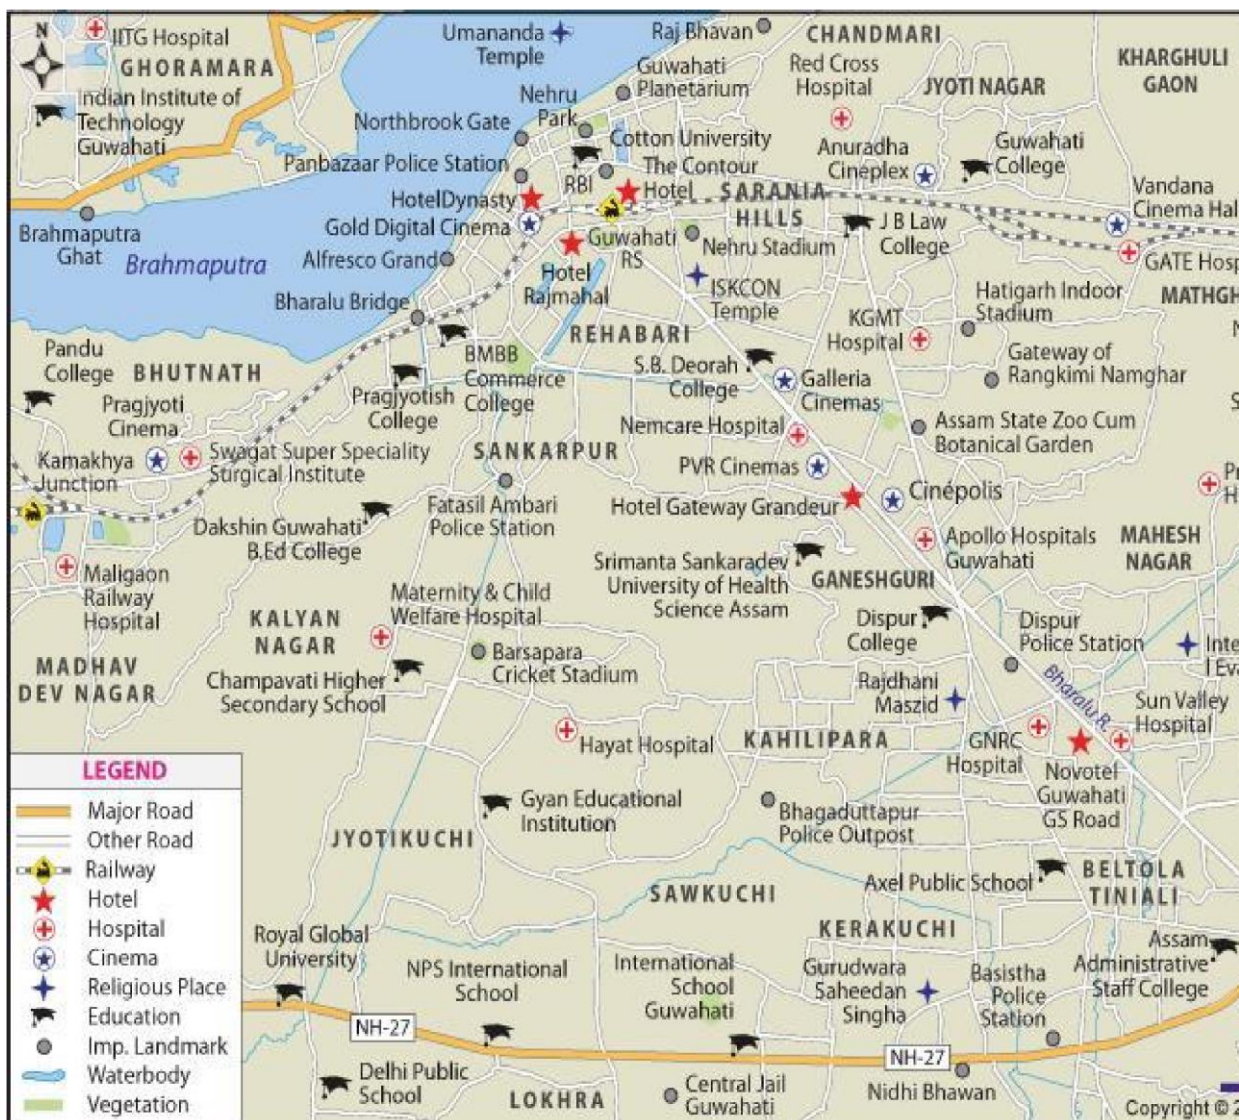 N
IITG Hospital
GHORAMARA
Indian Institute of
Technology
Guwahati
Umananda
Temple
Raj Bhavan
CHANDMARI
Red Cross
Hospital
KHARGHULI
GAON
JYOTI NAGAR
Guwahati
Planetarium
Nehru
Park
Northbrook Gate
Cotton University
Anuradha
Cineplex
Guwahati
College
Panbazaar Police Station
RBI
The Contour
Hotel
HotelDynasty
SARANIA
HILLS
Vandana
Cinema Hal
Gold Digital Cinema
Guwahati
RS
Nehru Stadium
J B Law
College
Brahmaputra
Ghat
Brahmaputra
Alfresco Grand
Hotel
Rajmahal
ISKCON
Temple
GATE Hosp
MATHGH
Bharalu Bridge
REHABARI
KGMT
Hospital
Hatigarh Indoor
Stadium
Pandu
College
BHUTNATH
BMBB
Commerce
College
S.B. Deorah
College
Galleria
Cinemas
Gateway of
Rangkimi Namghar
Pragjyotish
College
Pragjyoti
Cinema
Nemcare Hospital
Assam State Zoo Cum
Botanical Garden
Kamakhya
Junction
Swagat Super Speciality
Surgical Institute
SANKARPUR
PVR Cinemas
Fatasil Ambari
Police Station
Hotel Gateway Grandeur
Cinépolis
Dakshin Guwahati
B.Ed College
Apollo Hospitals
Guwahati
MAHESH
NAGAR
Maligaon
Railway
Hospital
Srimanta Sankaradev
University of Health
Science Assam
GANESHGURI
Maternity & Child
Welfare Hospital
KALYAN
NAGAR
Dispur
College
Dispur
Police Station
Barsapara
Cricket Stadium
Inte
I Eva
MADHAV
DEV NAGAR
Champavati Higher
Secondary School
Rajdhani
Maszid
Bharalu R.
Sun Valley
Hospital
Hayat Hospital
KAHILIPARA
GNRC
Hospital
Novotel
Guwahati
GS Road
LEGEND
Major Road
Other Road
Railway
Hotel
Hospital
Cinema
Religious Place
Education
Imp. Landmark
Waterbody
Vegetation
Gyan Educational
Institution
Bhagaduttapur
Police Outpost
JYOTIKUCHI
Axel Public School
BELTOLA
TINIALI
SAWKUCHI
KERAKUCHI
Royal Global
University
NPS International
School
International
School
Guwahati
Gurudwara
Saheedan
Singha
Basistha
Police
Station
Assam
Administrative
Staff College
NH-27
NH-27
Delhi Public
School
LOKHRA
Central Jail
Guwahati
Nidhi Bhawan
Copyright © 2